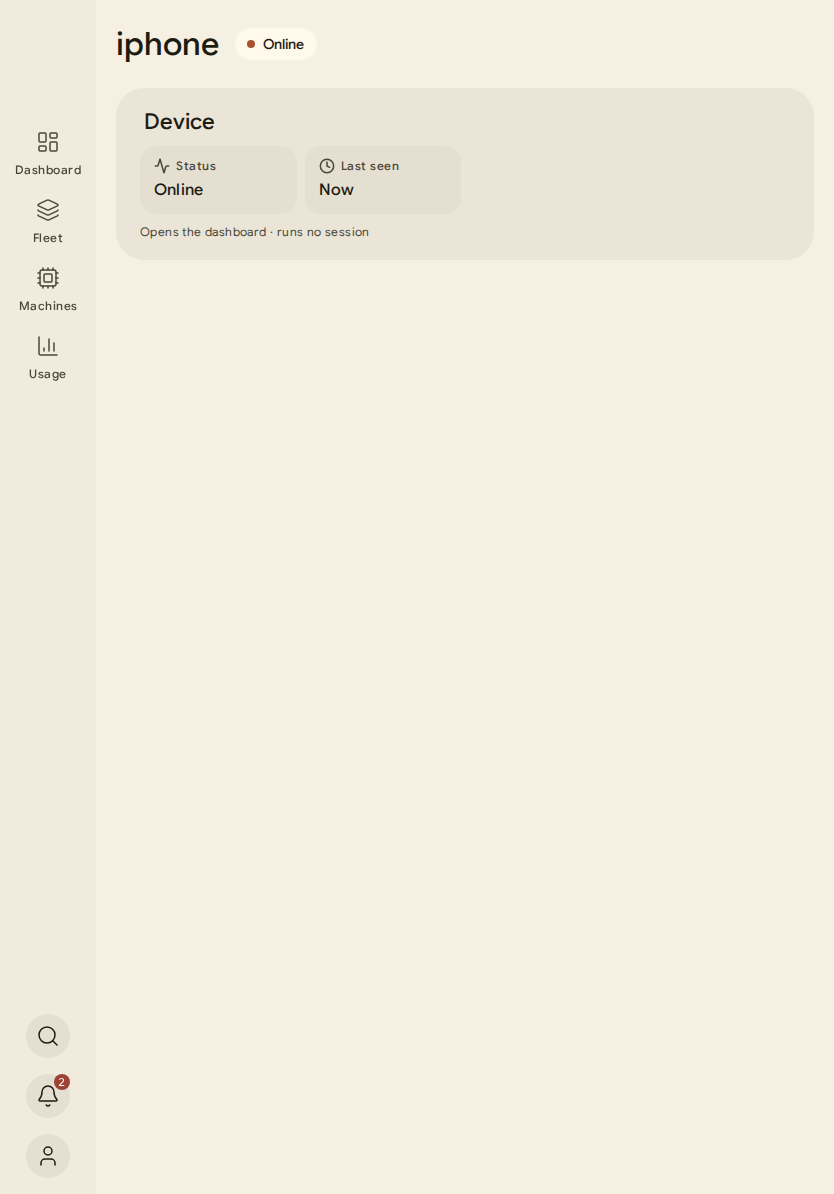 iphone
Online
Device
Status
Online
Last seen
Now
Opens the dashboard · runs no session
Dashboard
Fleet
Machines
Usage
2